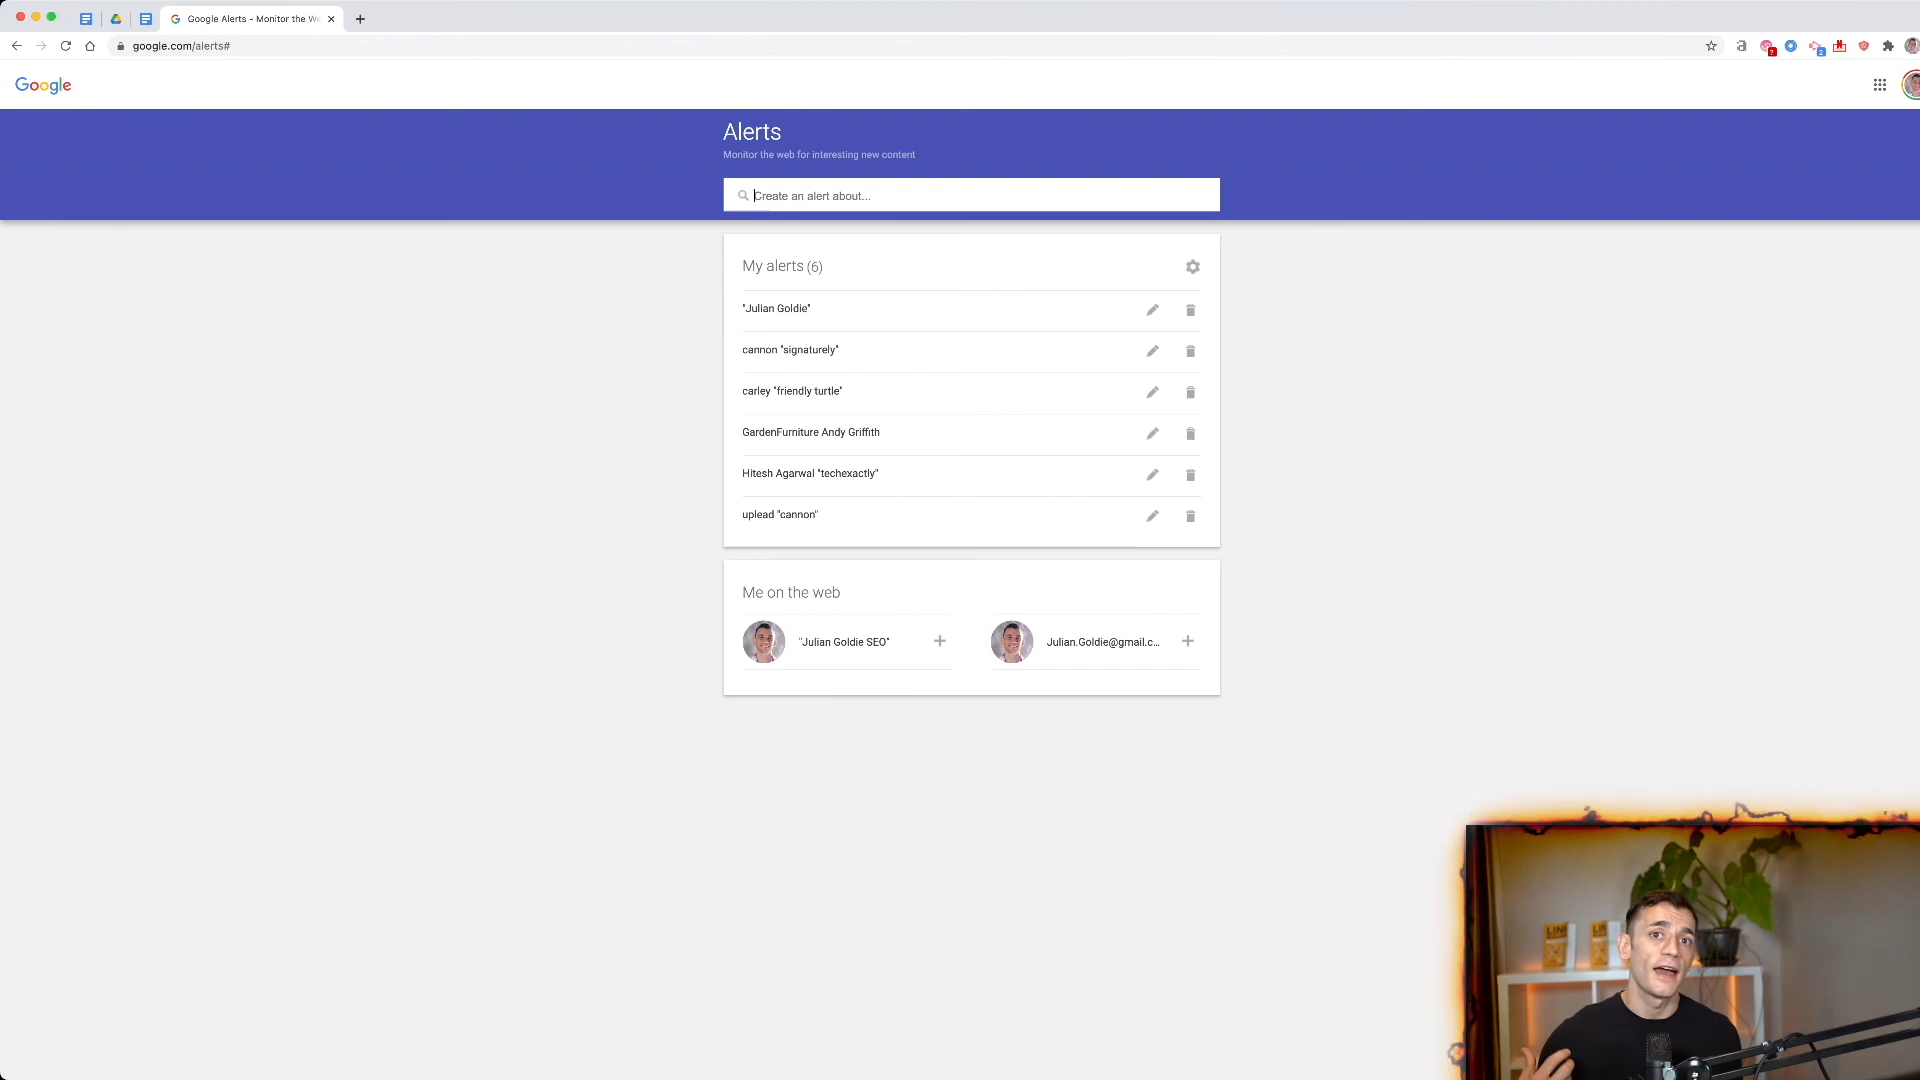 Google Alerts - Monitor the We
google.com/alerts#
Google
Alerts
Monitor the web for interesting new content
Create an alert about...
My alerts (6)
"Julian Goldie"
cannon "signaturely"
carley "friendly turtle"
GardenFurniture Andy Griffith
Hitesh Agarwal "techexactly"
uplead "cannon"
Me on the web
"Julian Goldie SEO"
Julian.Goldie@gmail.c...